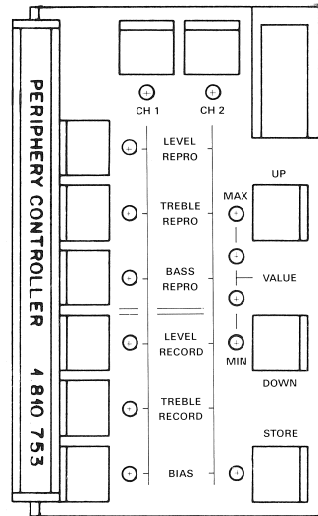 PERIPHERY CONTROLLER 4 840 753
CH 1
CH 2
LEVEL
REPRO
UP
TREBLE
REPRO
MAX
BASS
REPRO
VALUE
LEVEL
RECORD
MIN
DOWN
TREBLE
RECORD
STORE
BIAS